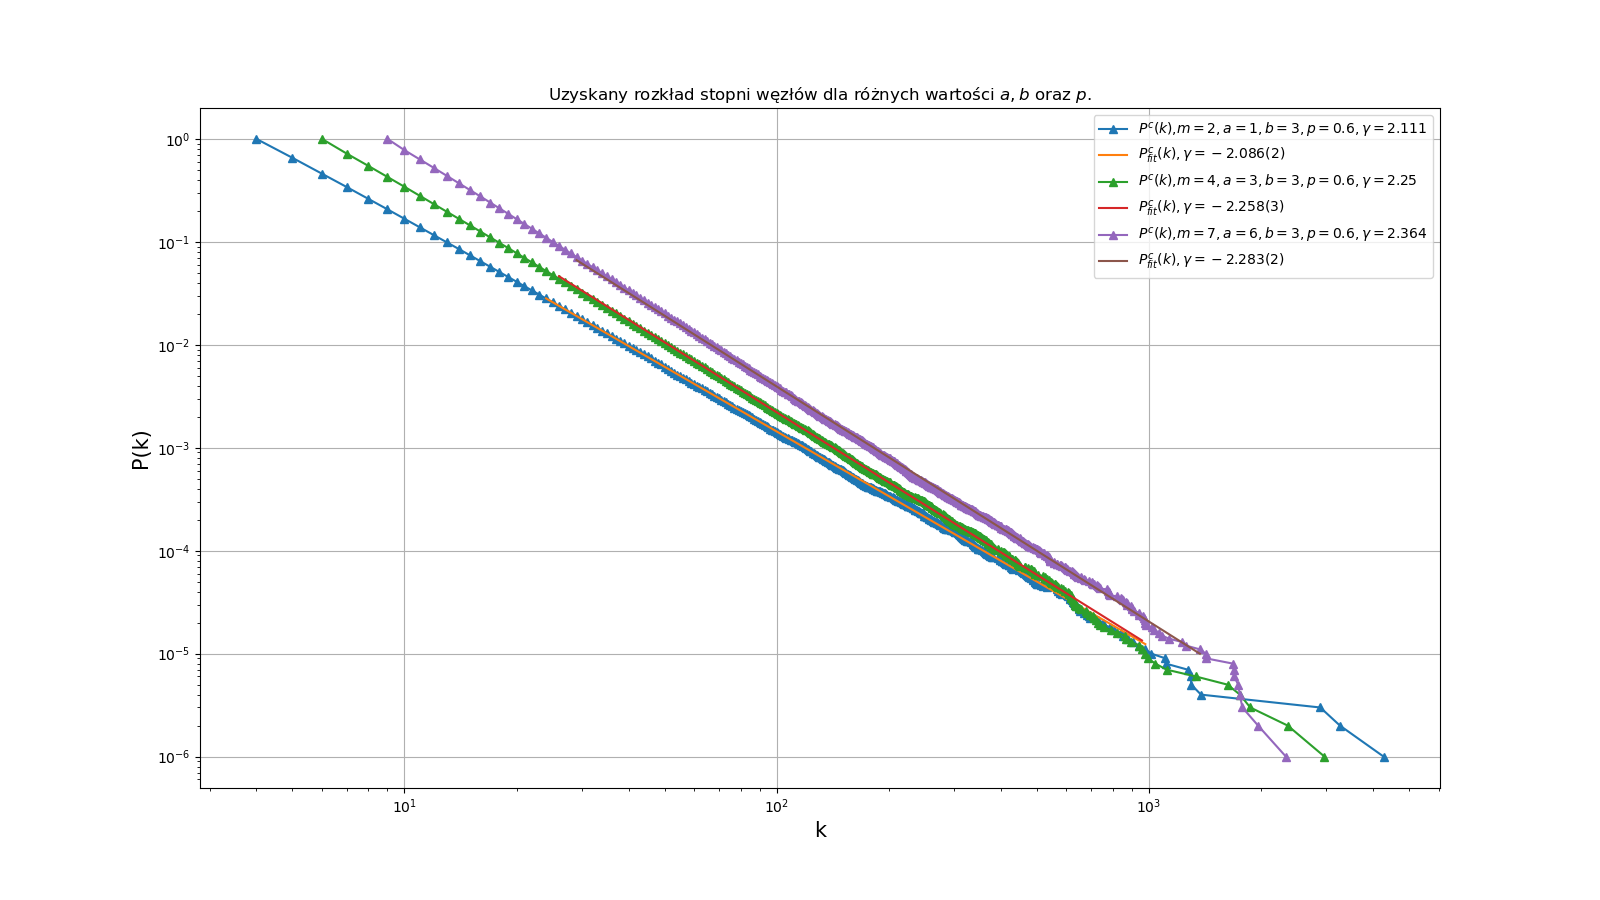 Uzyskany rozkład stopni węzłów dla różnych wartości a, b oraz p.
P^c(k), m = 2, a = 1, b = 3, p = 0.6, γ = 2.111
P^c_fit(k), γ = −2.086(2)
P^c(k), m = 4, a = 3, b = 3, p = 0.6, γ = 2.25
P^c_fit(k), γ = −2.258(3)
P^c(k), m = 7, a = 6, b = 3, p = 0.6, γ = 2.364
P^c_fit(k), γ = −2.283(2)
P(k)
10^0
10^−1
10^−2
10^−3
10^−4
10^−5
10^−6
10^1 10^2 10^3
k